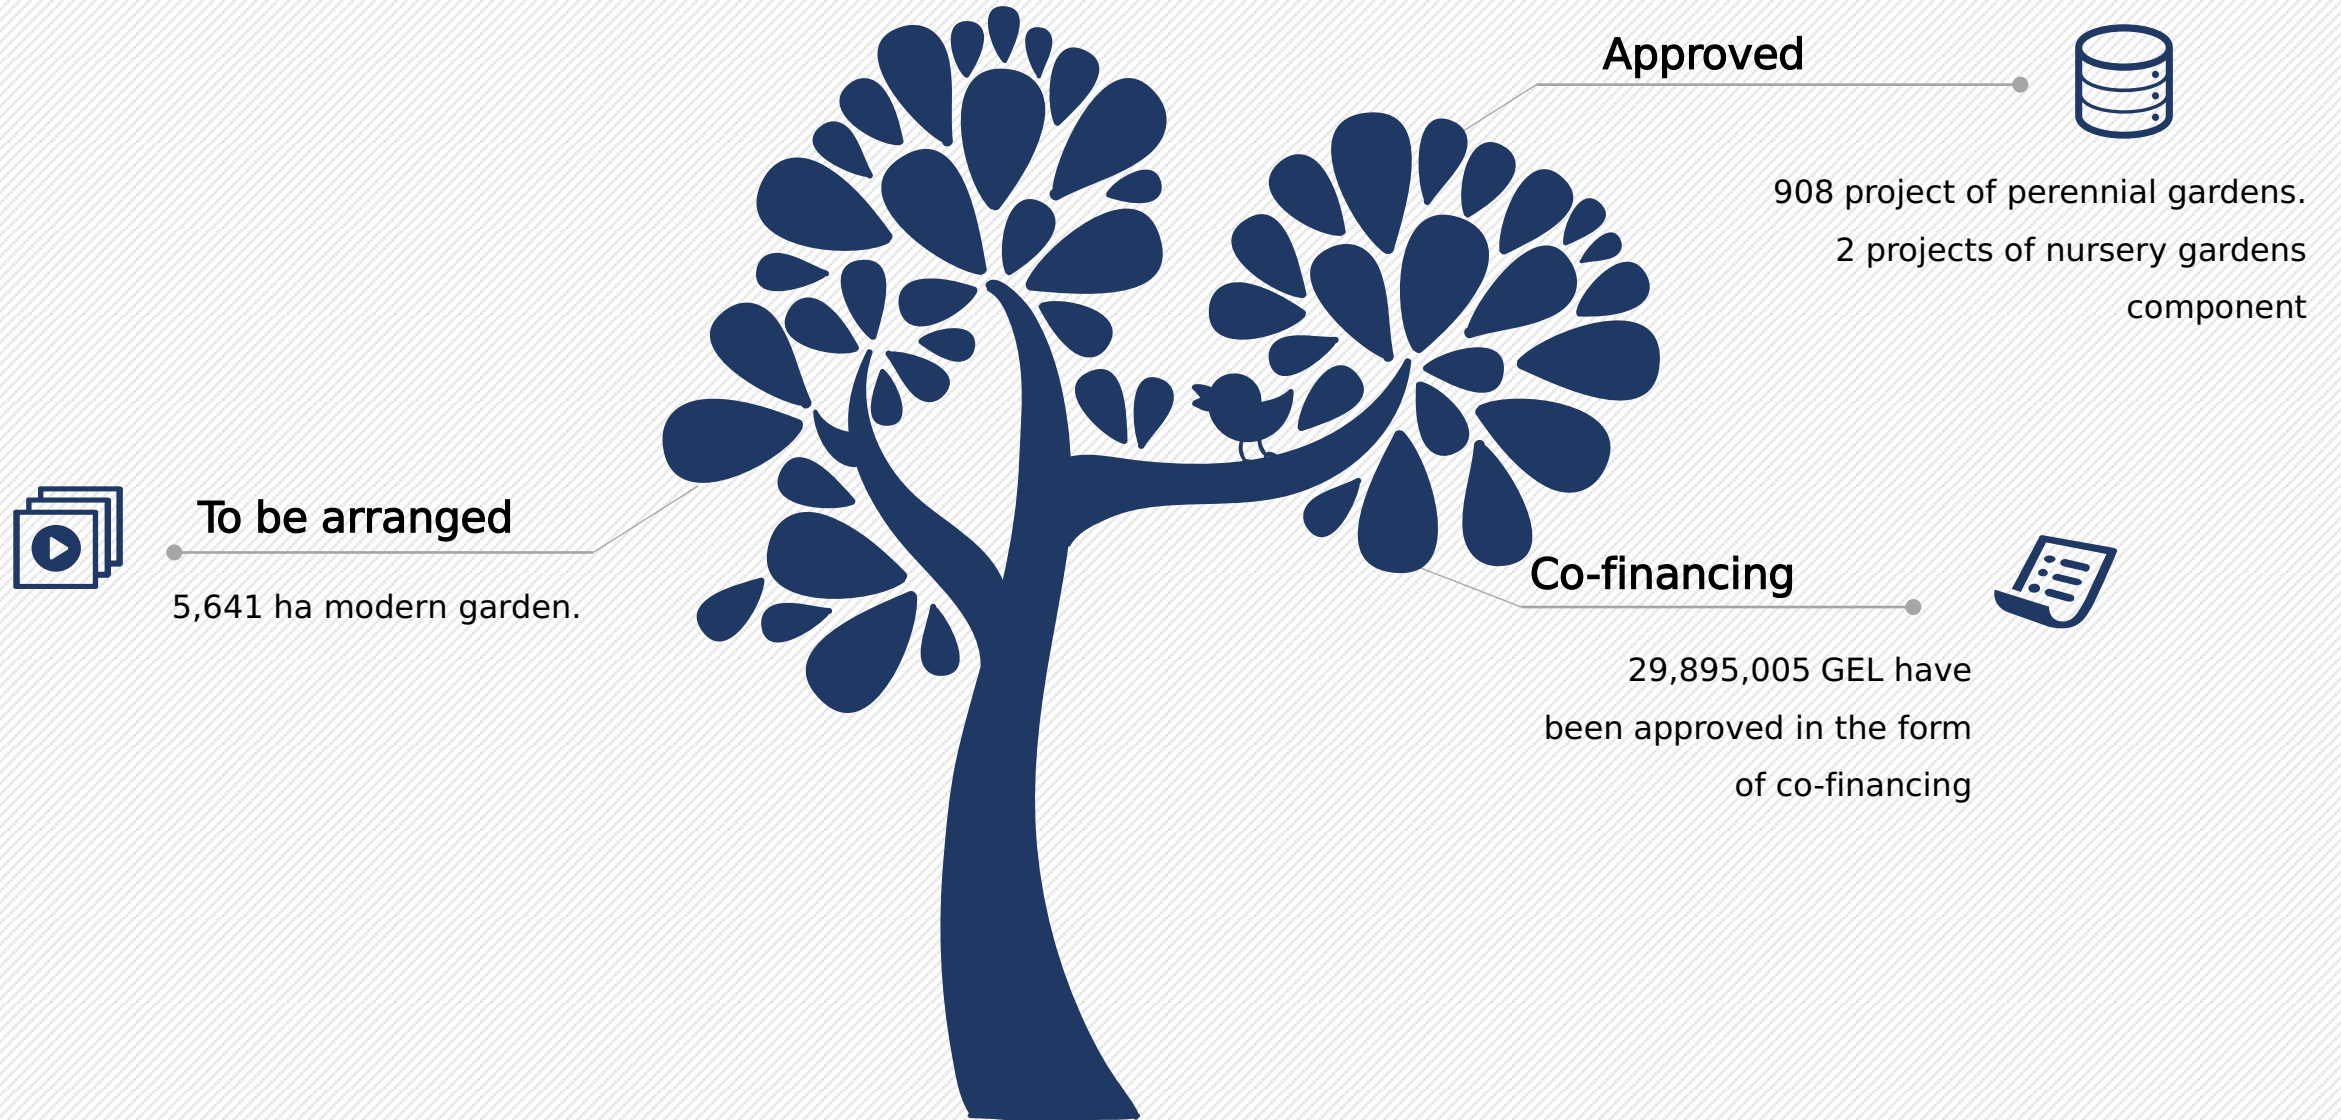 Approved
908 project of perennial gardens.
2 projects of nursery gardens
component
To be arranged
5,641 ha modern garden.
Co-financing
29,895,005 GEL have
been approved in the form
of co-financing